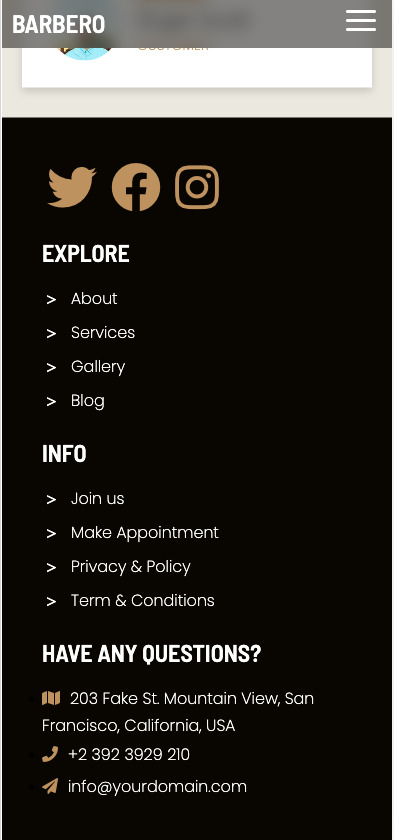 BARBERO
CUSTOMER
EXPLORE
> About
> Services
> Gallery
> Blog
INFO
> Join us
> Make Appointment
> Privacy & Policy
> Term & Conditions
HAVE ANY QUESTIONS?
203 Fake St. Mountain View, San
Francisco, California, USA
+2 392 3929 210
info@yourdomain.com